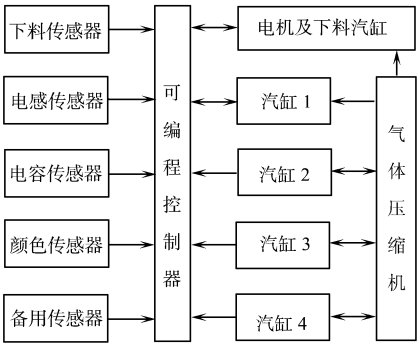 下料传感器
电感传感器
电容传感器
颜色传感器
备用传感器
可编程控制器
电机及下料汽缸
汽缸 1
汽缸 2
汽缸 3
汽缸 4
气体压缩机